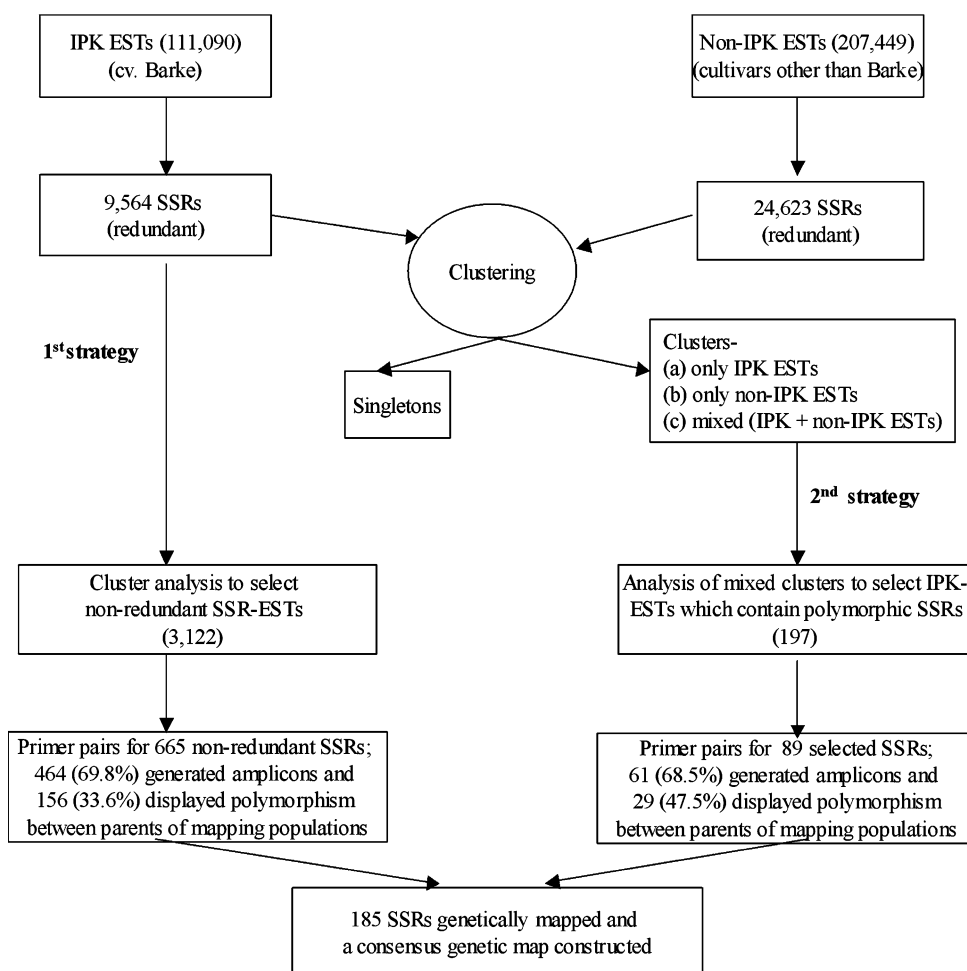 IPK ESTs (111,090)
(cv. Barke)
Non-IPK ESTs (207,449)
(cultivars other than Barke)
9,564 SSRs
(redundant)
24,623 SSRs
(redundant)
Clustering
1st strategy
Singletons
Clusters-
(a) only IPK ESTs
(b) only non-IPK ESTs
(c) mixed (IPK + non-IPK ESTs)
2nd strategy
Cluster analysis to select
non-redundant SSR-ESTs
(3,122)
Analysis of mixed clusters to select IPK-
ESTs which contain polymorphic SSRs
(197)
Primer pairs for 665 non-redundant SSRs;
464 (69.8%) generated amplicons and
156 (33.6%) displayed polymorphism
between parents of mapping populations
Primer pairs for 89 selected SSRs;
61 (68.5%) generated amplicons and
29 (47.5%) displayed polymorphism
between parents of mapping populations
185 SSRs genetically mapped and
a consensus genetic map constructed